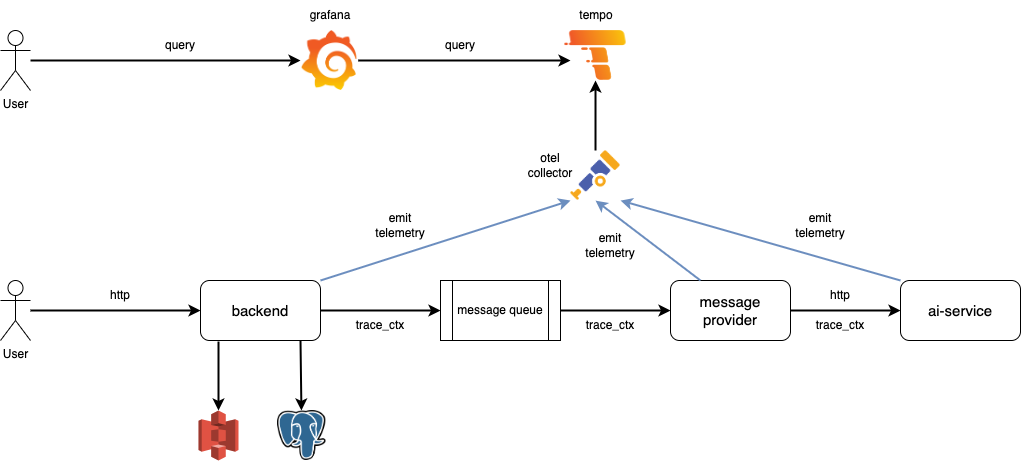 grafana
tempo
query
query
User
otel
collector
emit
telemetry
emit
telemetry
emit
telemetry
http
backend
trace_ctx
message queue
trace_ctx
message
provider
http
trace_ctx
ai-service
User